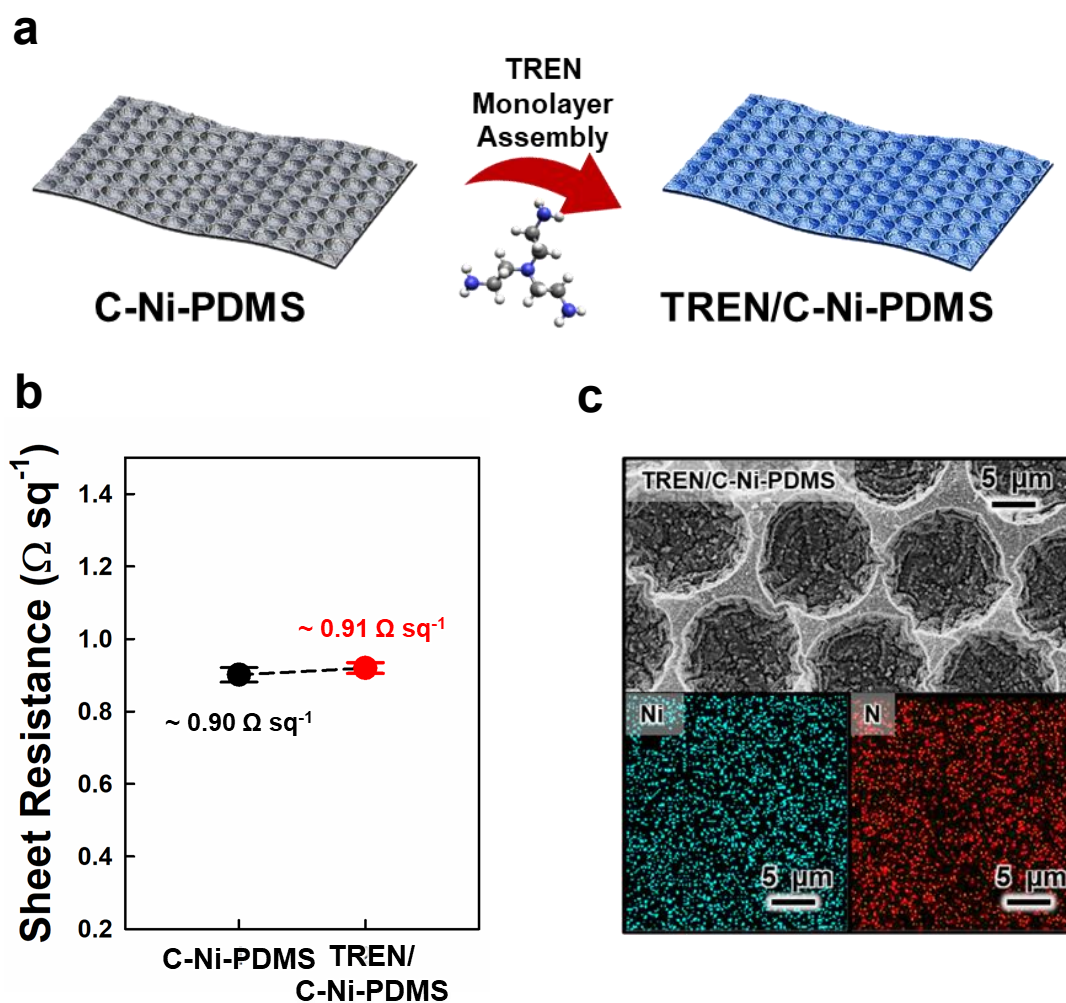 a
TREN
Monolayer
Assembly
C-Ni-PDMS
TREN/C-Ni-PDMS
b
Sheet Resistance (Ω sq⁻¹)
1.4
1.2
1.0
0.8
0.6
0.4
0.2
~ 0.91 Ω sq⁻¹
~ 0.90 Ω sq⁻¹
C-Ni-PDMS
TREN/
C-Ni-PDMS
c
TREN/C-Ni-PDMS
5 μm
Ni
5 μm
N
5 μm